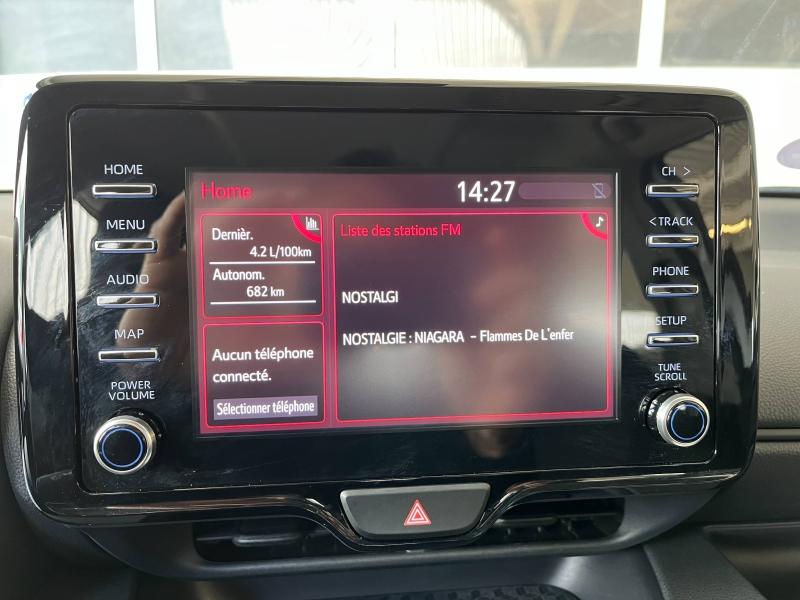 HOME
MENU
AUDIO
MAP
POWER
VOLUME
Home
14:27
Dernièr.
4.2 L/100km
Autonom.
682 km
Aucun téléphone
connecté.
Sélectionner téléphone
Liste des stations FM
NOSTALGI
NOSTALGIE : NIAGARA - Flammes De L'enfer
CH >
< TRACK
PHONE
SETUP
TUNE
SCROLL